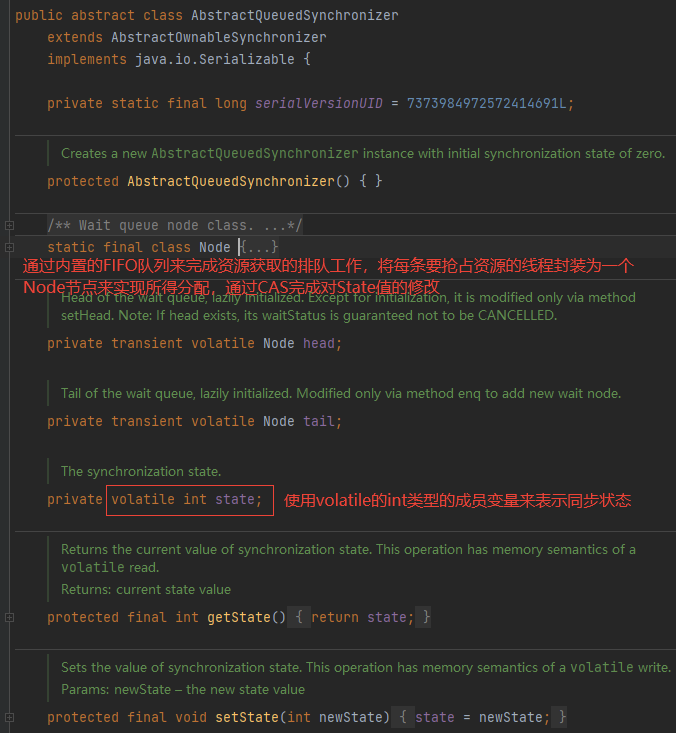 public abstract class AbstractQueuedSynchronizer
extends AbstractOwnableSynchronizer
implements java.io.Serializable {
private static final long serialVersionUID = 7373984972572414691L;
Creates a new AbstractQueuedSynchronizer instance with initial synchronization state of zero.
protected AbstractQueuedSynchronizer() { }
/** Wait queue node class. ...*/
static final class Node {...}
通过内置的FIFO队列来完成资源获取的排队工作，将每条要抢占资源的线程封装为一个
Node节点来实现所得分配，通过CAS完成对State值的修改
Head of the wait queue, lazily initialized. Except for initialization, it is modified only via method
setHead. Note: If head exists, its waitStatus is guaranteed not to be CANCELLED.
private transient volatile Node head;
Tail of the wait queue, lazily initialized. Modified only via method enq to add new wait node.
private transient volatile Node tail;
The synchronization state.
private volatile int state; 使用volatile的int类型的成员变量来表示同步状态
Returns the current value of synchronization state. This operation has memory semantics of a
volatile read.
Returns: current state value
protected final int getState() { return state; }
Sets the value of synchronization state. This operation has memory semantics of a volatile write.
Params: newState – the new state value
protected final void setState(int newState) { state = newState; }